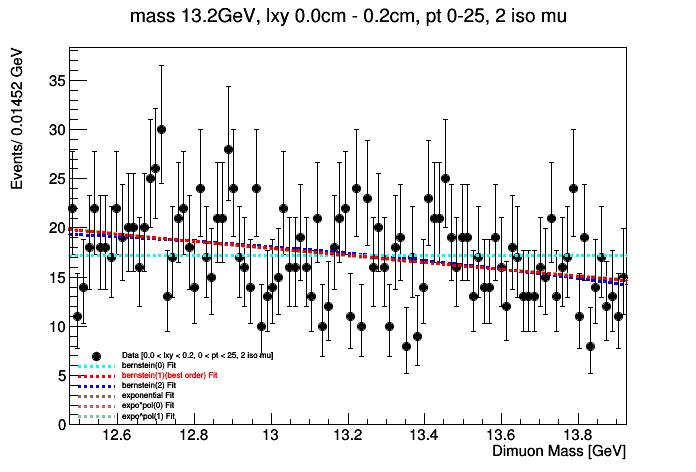 mass 13.2GeV, lxy 0.0cm - 0.2cm, pt 0-25, 2 iso mu
Events/ 0.01452 GeV
35
30
25
20
15
10
5
0
Data [0.0 < lxy < 0.2, 0 < pt < 25, 2 iso mu]
bernstein(0) Fit
bernstein(1){best order} Fit
bernstein(2) Fit
exponential Fit
expo*pol(0) Fit
expo^pol(1) Fit
12.6 12.8 13 13.2 13.4 13.6 13.8
Dimuon Mass [GeV]